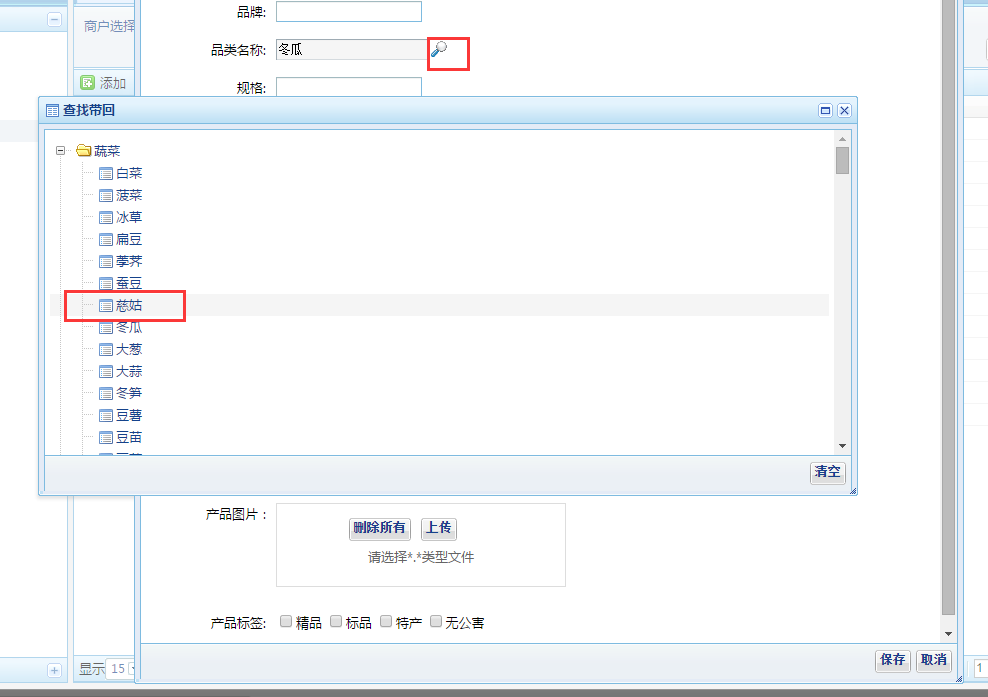 品牌:
商户选择
品类名称: 冬瓜
规格:
添加
查找带回
蔬菜
白菜
菠菜
冰草
扁豆
荸荠
蚕豆
慈姑
冬瓜
大葱
大蒜
冬笋
豆薯
豆苗
清空
产品图片：
删除所有 上传
请选择*.*类型文件
产品标签: 精品 标品 特产 无公害
保存 取消
显示 15
1